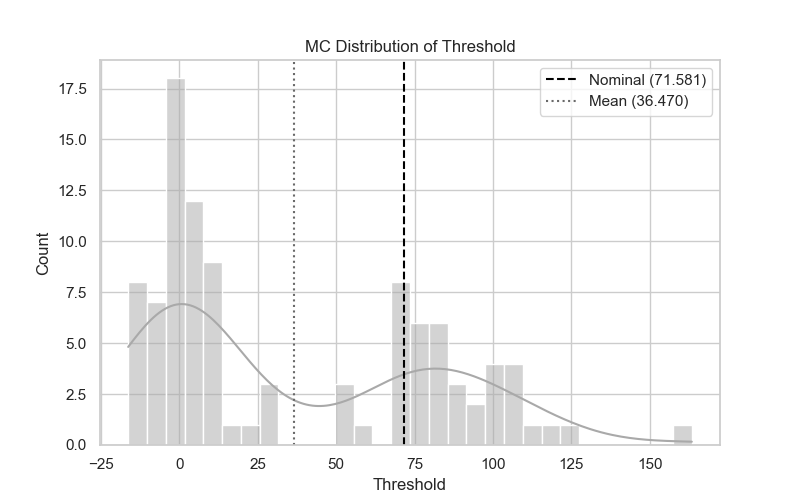 MC Distribution of Threshold
Nominal (71.581)
Mean (36.470)
Count
17.5
15.0
12.5
10.0
7.5
5.0
2.5
0.0
−25 0 25 50 75 100 125 150
Threshold